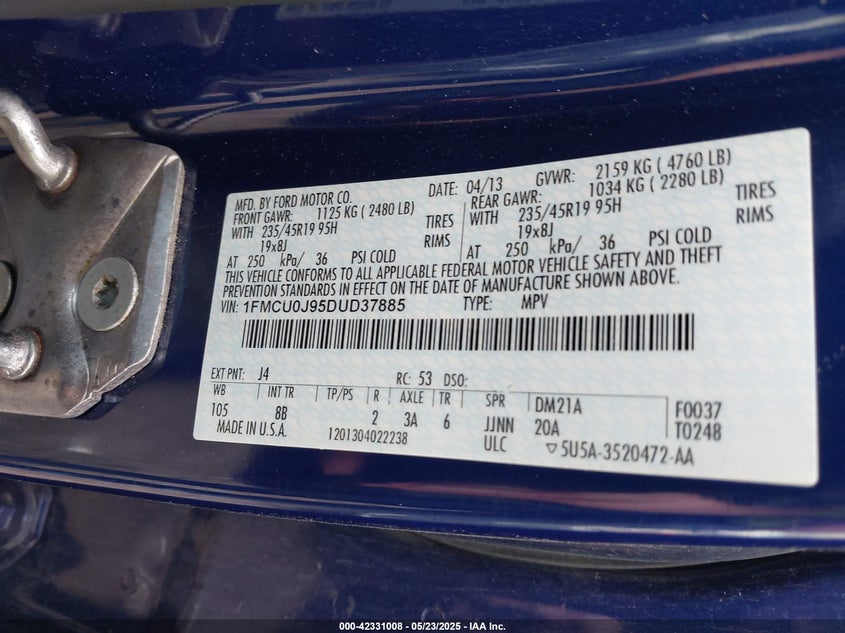 MFD. BY FORD MOTOR CO. DATE: 04/13 GVWR: 2159 KG ( 4760 LB)
FRONT GAWR: 1125 KG ( 2480 LB) REAR GAWR: 1034 KG ( 2280 LB)
WITH 235/45R19 95H TIRES WITH 235/45R19 95H TIRES
19x8J RIMS 19x8J RIMS
AT 250 kPa/ 36 PSI COLD AT 250 kPa/ 36 PSI COLD
THIS VEHICLE CONFORMS TO ALL APPLICABLE FEDERAL MOTOR VEHICLE SAFETY AND THEFT
PREVENTION STANDARDS IN EFFECT ON THE DATE OF MANUFACTURE SHOWN ABOVE.
VIN: 1FMCU0J95DUD37885 TYPE: MPV
EXT PNT: J4 RC: 53 DSO:
WB INT TR TP/PS R AXLE TR SPR DM21A F0037
105 8B 2 3A 6 JJNN 20A T0248
MADE IN U.S.A. 1201304022238 ULC ▽5U5A-3520472-AA
000-42331008 - 05/23/2025 - IAA Inc.